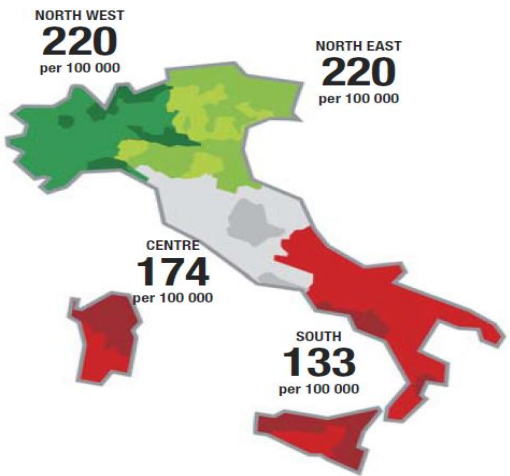 NORTH WEST
220
per 100 000
NORTH EAST
220
per 100 000
CENTRE
174
per 100 000
SOUTH
133
per 100 000